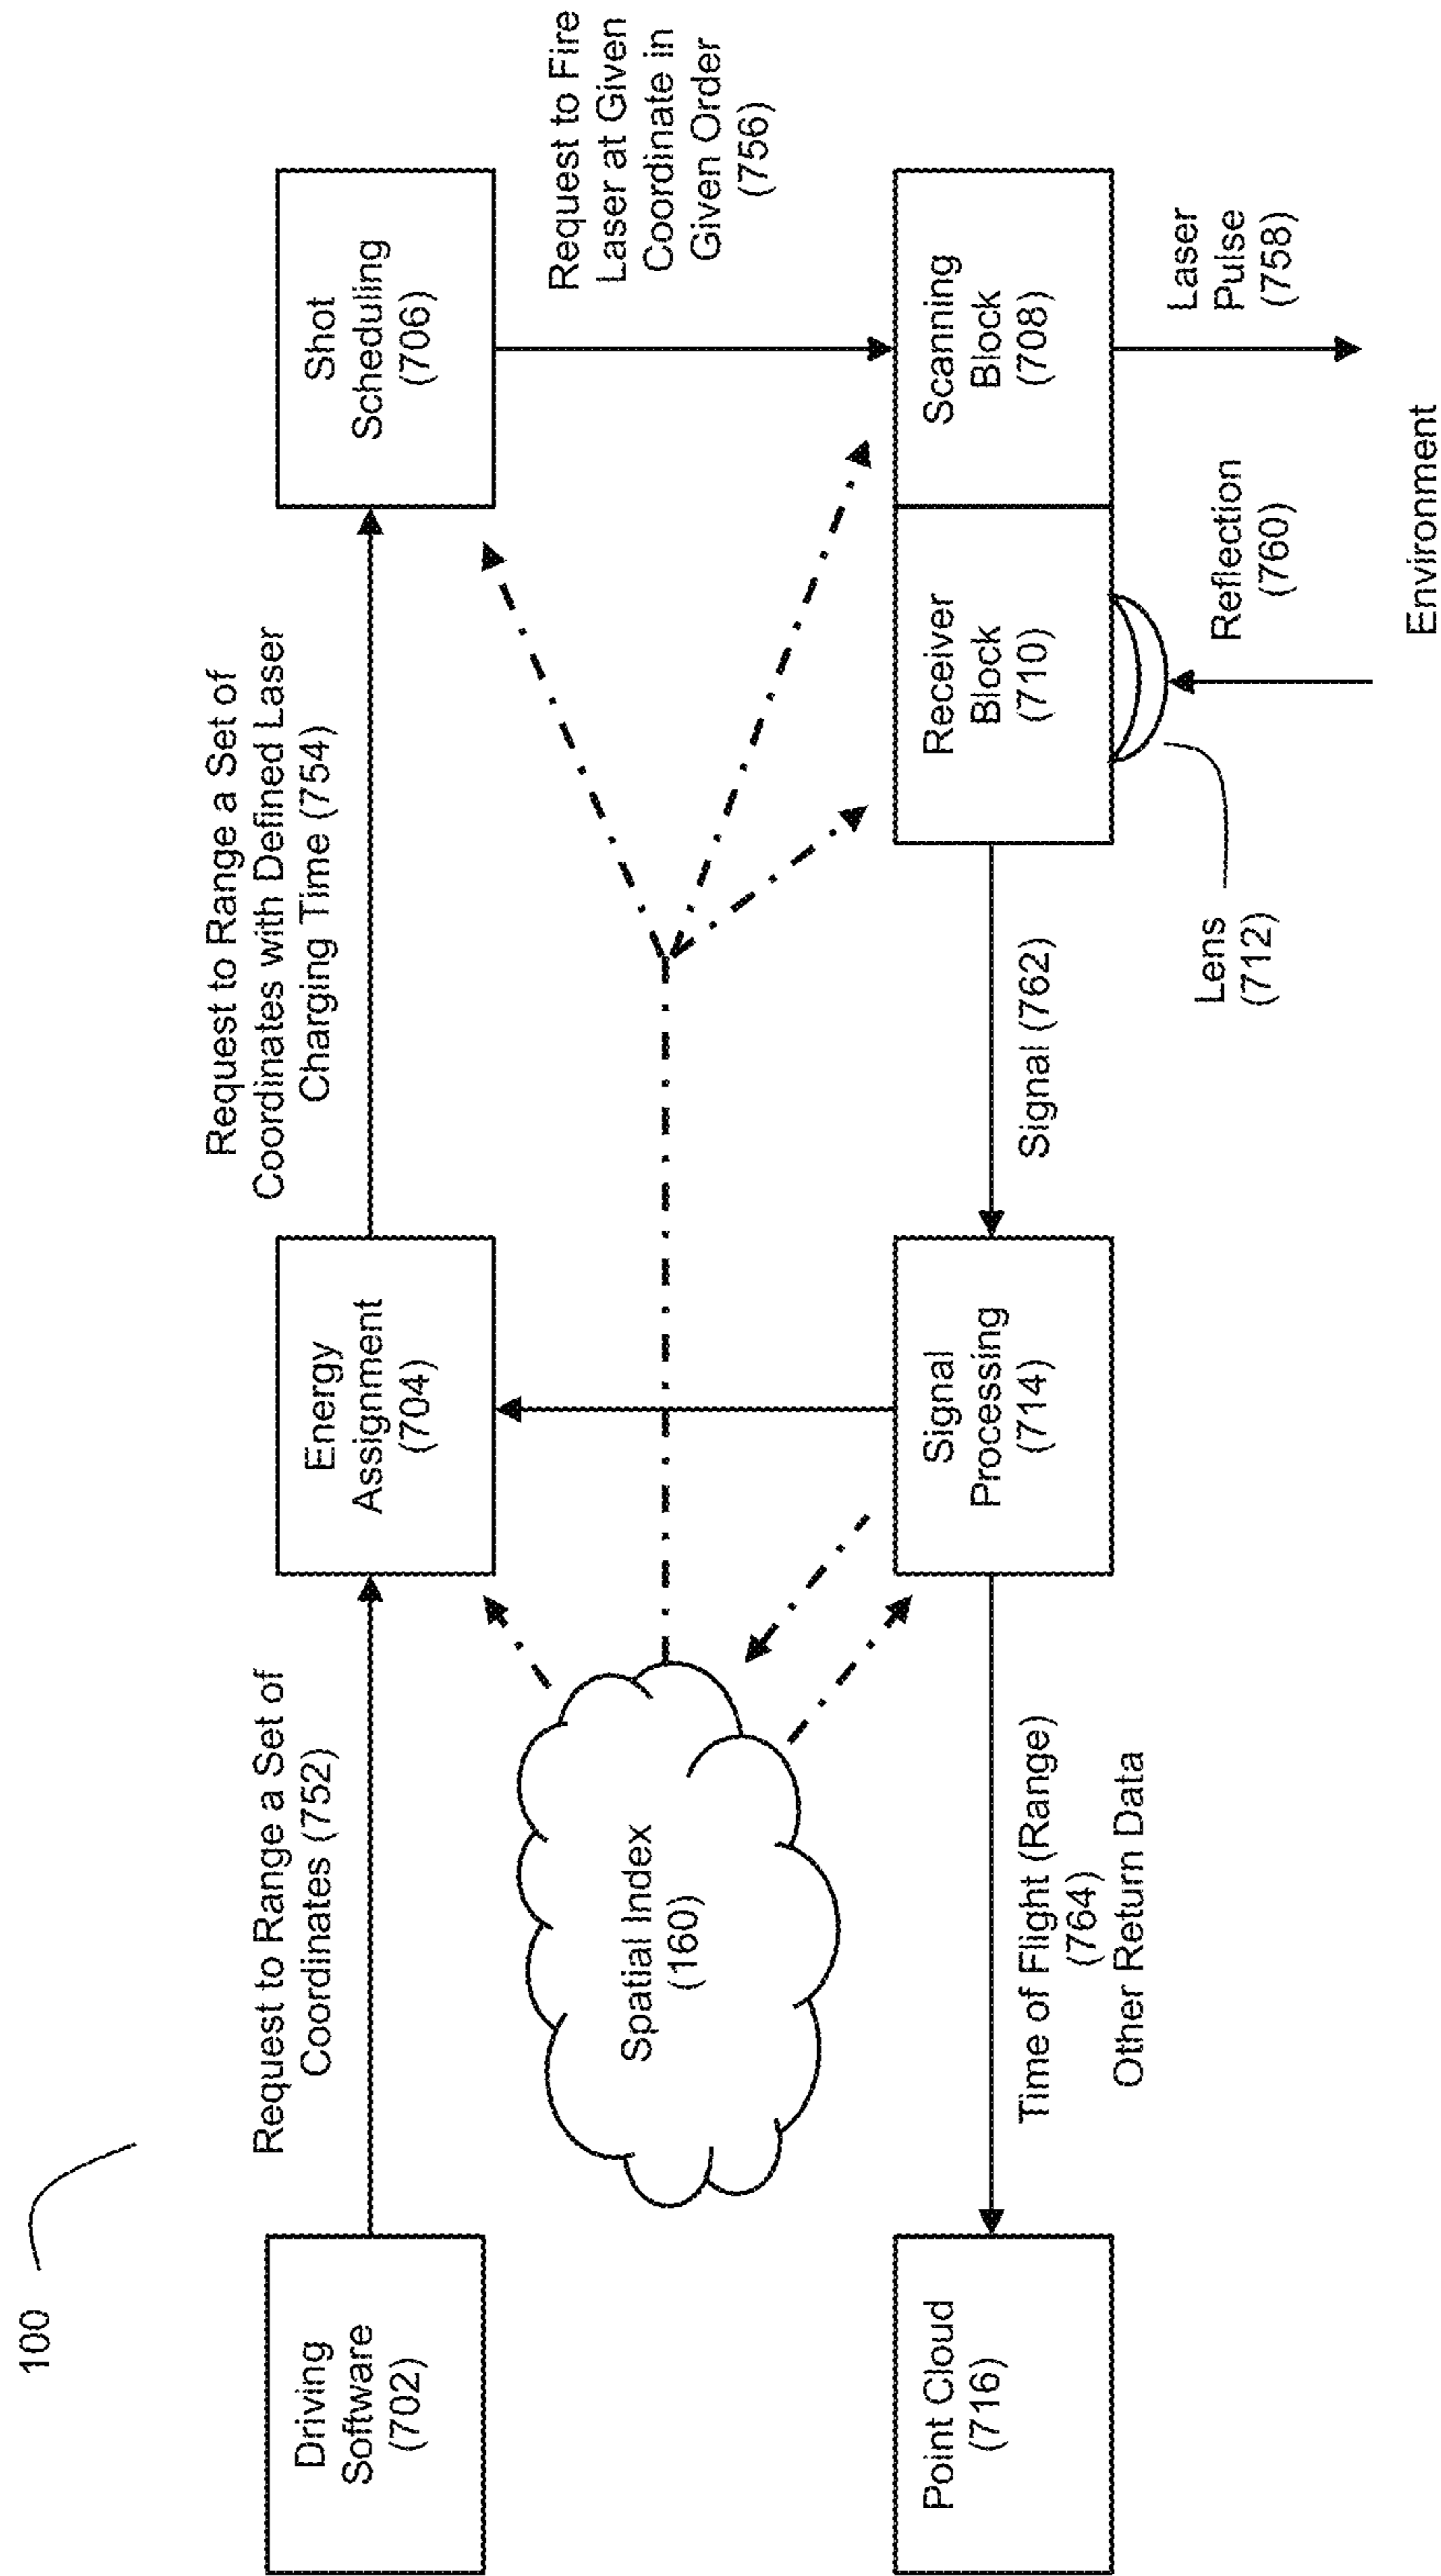 100
Driving
Software
(702)
Request to Range a Set of
Coordinates (752)
Energy
Assignment
(704)
Request to Range a Set of
Coordinates with Defined Laser
Charging Time (754)
Shot
Scheduling
(706)
Request to Fire
Laser at Given
Coordinate in
Given Order
(756)
Spatial Index
(160)
Point Cloud
(716)
Time of Flight (Range)
(764)
Other Return Data
Signal
Processing
(714)
Signal (762)
Receiver
Block
(710)
Scanning
Block
(708)
Lens
(712)
Reflection
(760)
Laser
Pulse
(758)
Environment